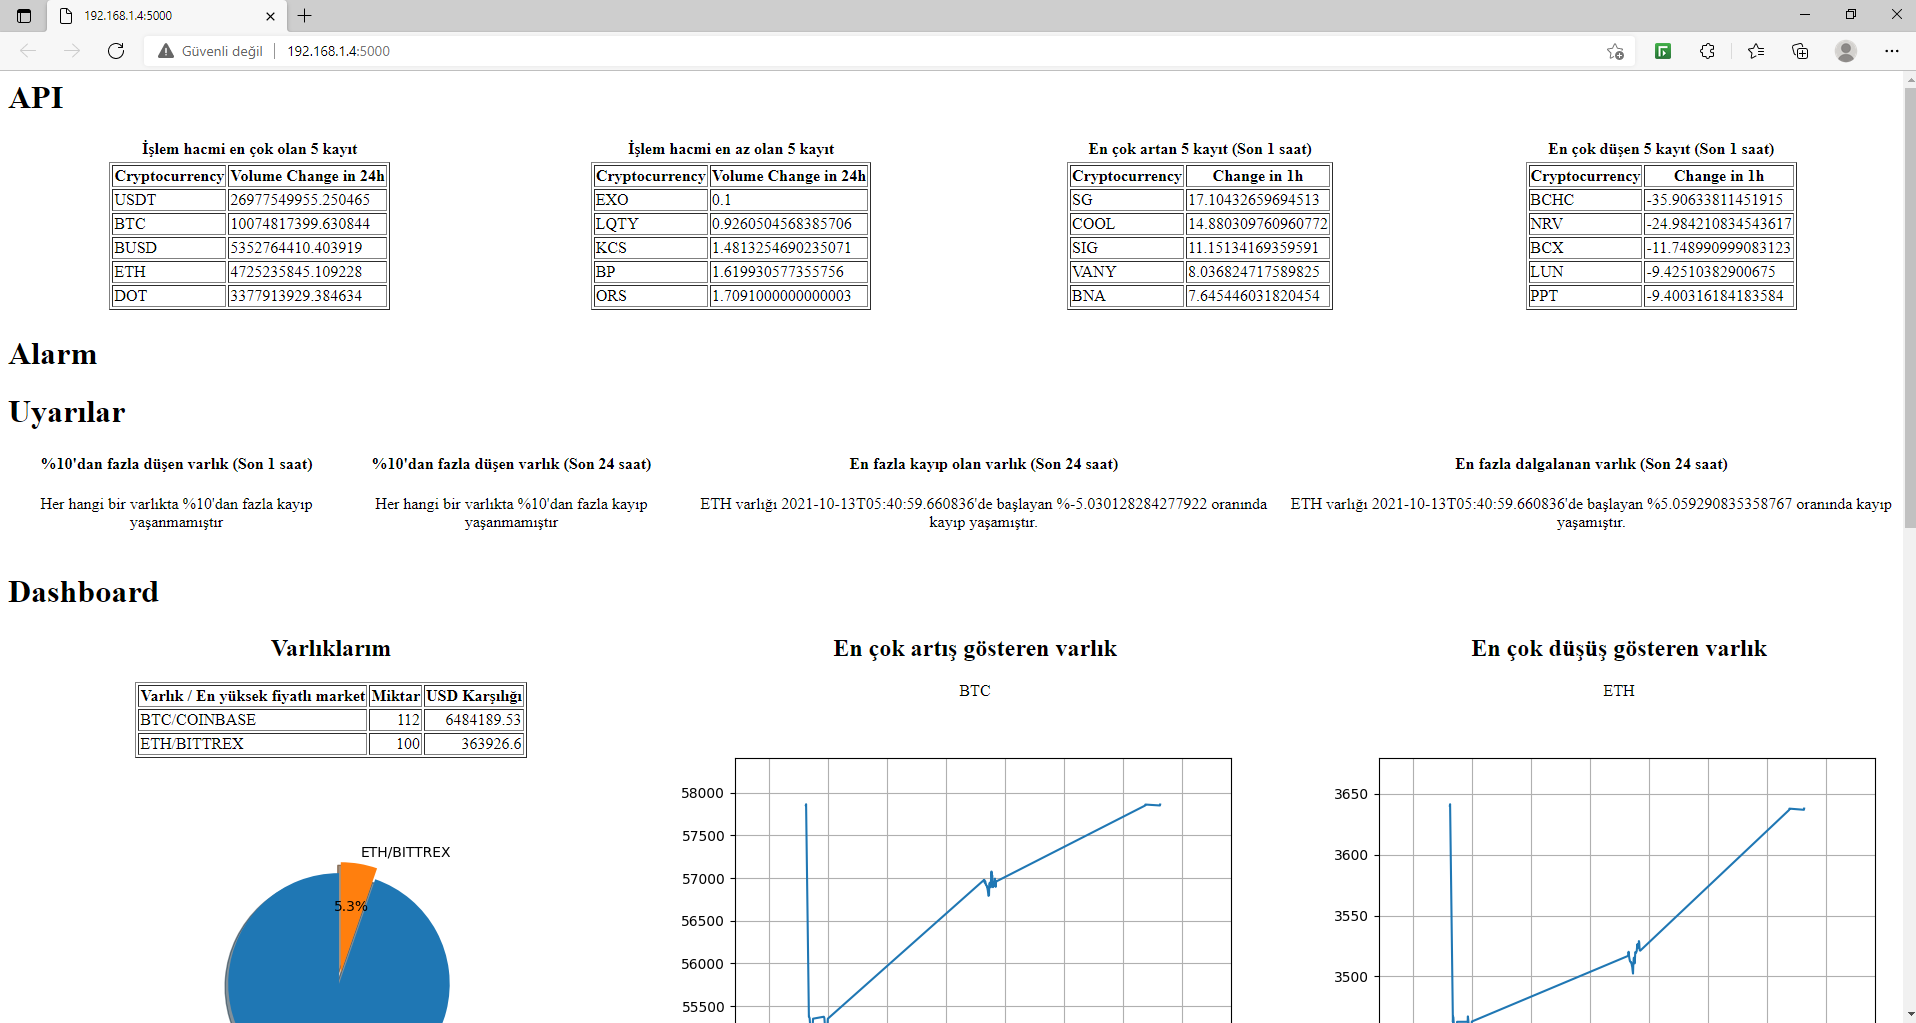 192.168.1.4:5000
Güvenli değil | 192.168.1.4:5000
API
İşlem hacmi en çok olan 5 kayıt
Cryptocurrency Volume Change in 24h
USDT 26977549955.250465
BTC 10074817399.630844
BUSD 5352764410.403919
ETH 4725235845.109228
DOT 3377913929.384634
İşlem hacmi en az olan 5 kayıt
Cryptocurrency Volume Change in 24h
EXO 0.1
LQTY 0.9260504568385706
KCS 1.4813254690235071
BP 1.619930577355756
ORS 1.7091000000000003
En çok artan 5 kayıt (Son 1 saat)
Cryptocurrency Change in 1h
SG 17.10432659694513
COOL 14.880309760960772
SIG 11.15134169359591
VANY 8.036824717589825
BNA 7.645446031820454
En çok düşen 5 kayıt (Son 1 saat)
Cryptocurrency Change in 1h
BCHC -35.90633811451915
NRV -24.984210834543617
BCX -11.748990999083123
LUN -9.42510382900675
PPT -9.400316184183584
Alarm
Uyarılar
%10'dan fazla düşen varlık (Son 1 saat)
Her hangi bir varlıkta %10'dan fazla kayıp
yaşanmamıştır
%10'dan fazla düşen varlık (Son 24 saat)
Her hangi bir varlıkta %10'dan fazla kayıp
yaşanmamıştır
En fazla kayıp olan varlık (Son 24 saat)
ETH varlığı 2021-10-13T05:40:59.660836'de başlayan %-5.030128284277922 oranında
kayıp yaşamıştır.
En fazla dalgalanan varlık (Son 24 saat)
ETH varlığı 2021-10-13T05:40:59.660836'de başlayan %5.059290835358767 oranında kayıp
yaşamıştır.
Dashboard
Varlıklarım
Varlık / En yüksek fiyatlı market Miktar USD Karşılığı
BTC/COINBASE 112 6484189.53
ETH/BITTREX 100 363926.6
ETH/BITTREX
5.3%
En çok artış gösteren varlık
BTC
58000
57500
57000
56500
56000
55500
En çok düşüş gösteren varlık
ETH
3650
3600
3550
3500